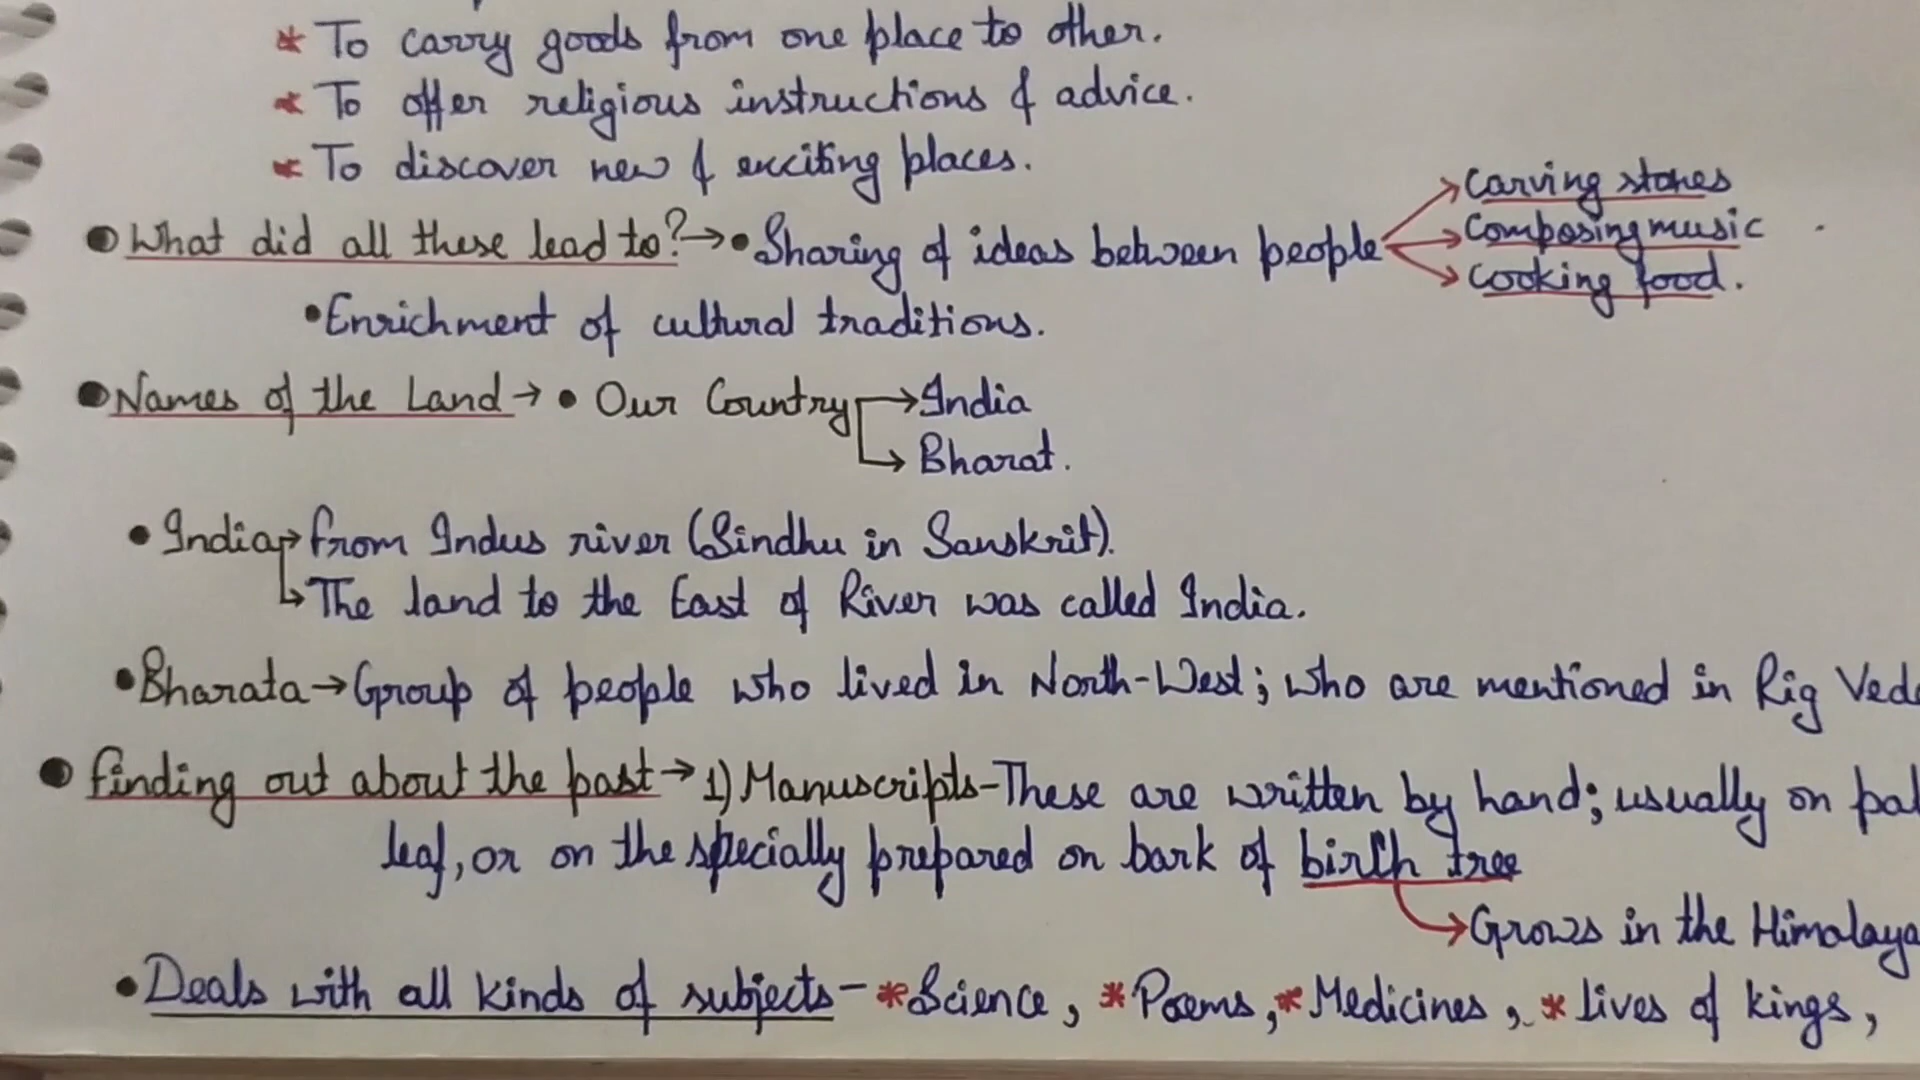 * To carry goods from one place to other.
* To offer religious instructions & advice.
* To discover new & exciting places.
• What did all these lead to? → • Sharing of ideas between people → Carving stones
→ Composing music
→ Cooking food.
• Enrichment of cultural traditions.
• Names of the Land → • Our Country → India
→ Bharat.
• India → from Indus river (Sindhu in Sanskrit).
→ The land to the East of River was called India.
• Bharata → Group of people who lived in North-West; who are mentioned in Rig Ved
• Finding out about the past → 1) Manuscripts - These are written by hand; usually on pal
leaf, or on the specially prepared on bark of birth tree
→ Grows in the Himalaya
• Deals with all kinds of subjects - * Science, * Poems, * Medicines, * lives of kings,